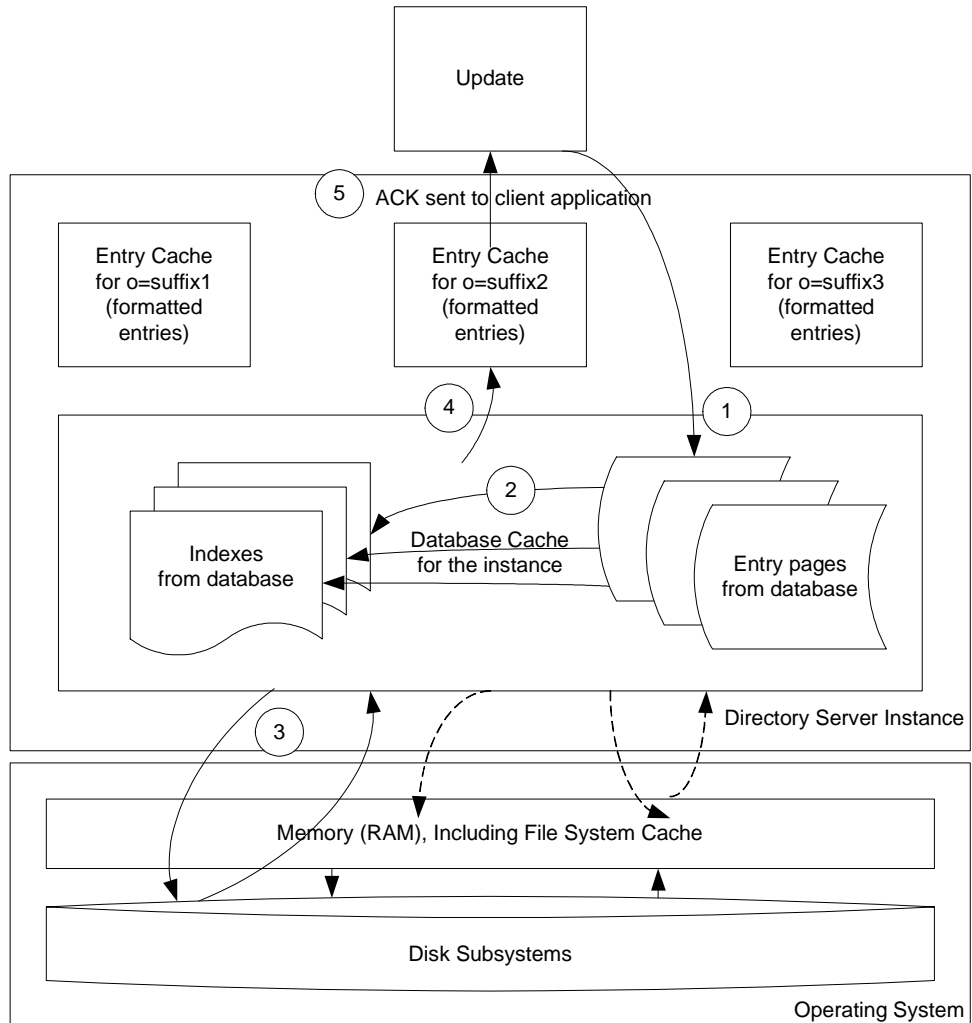 Update
5
ACK sent to client application
Entry Cache
for o=suffix1
(formatted
entries)
Entry Cache
for o=suffix2
(formatted
entries)
Entry Cache
for o=suffix3
(formatted
entries)
4
1
2
Indexes
from database
Database Cache
for the instance
Entry pages
from database
3
Directory Server Instance
Memory (RAM), Including File System Cache
Disk Subsystems
Operating System